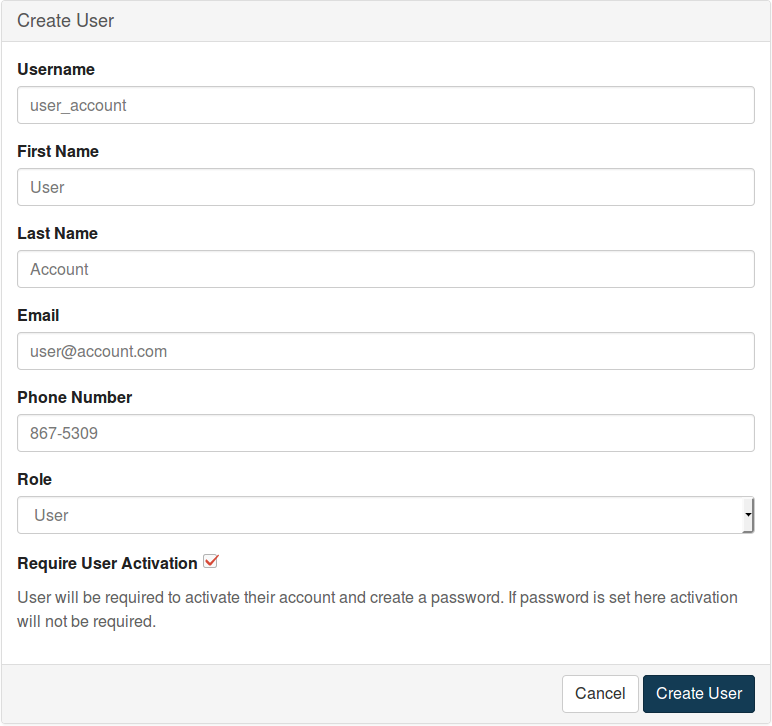 Create User
Username
user_account
First Name
User
Last Name
Account
Email
user@account.com
Phone Number
867-5309
Role
User
Require User Activation
User will be required to activate their account and create a password. If password is set here activation
will not be required.
Cancel Create User